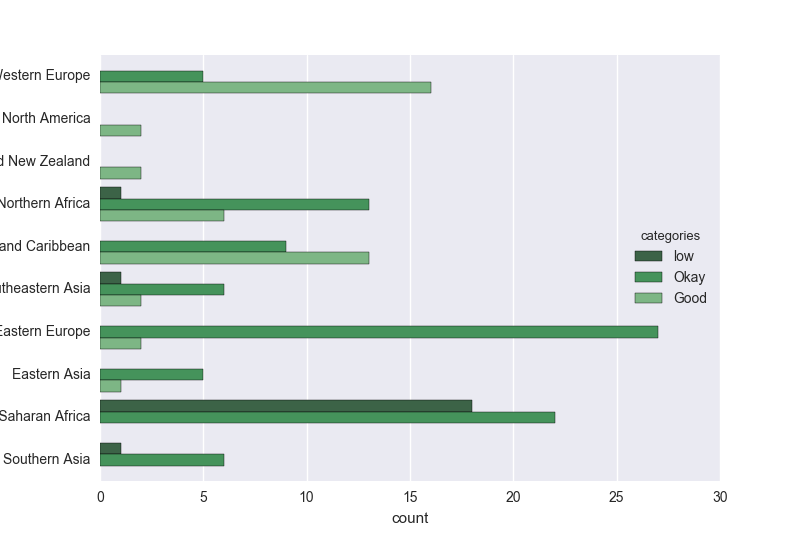 Western Europe
North America
d New Zealand
Northern Africa
and Caribbean
theastern Asia
Eastern Europe
Eastern Asia
Saharan Africa
Southern Asia
categories
low
Okay
Good
0 5 10 15 20 25 30
count